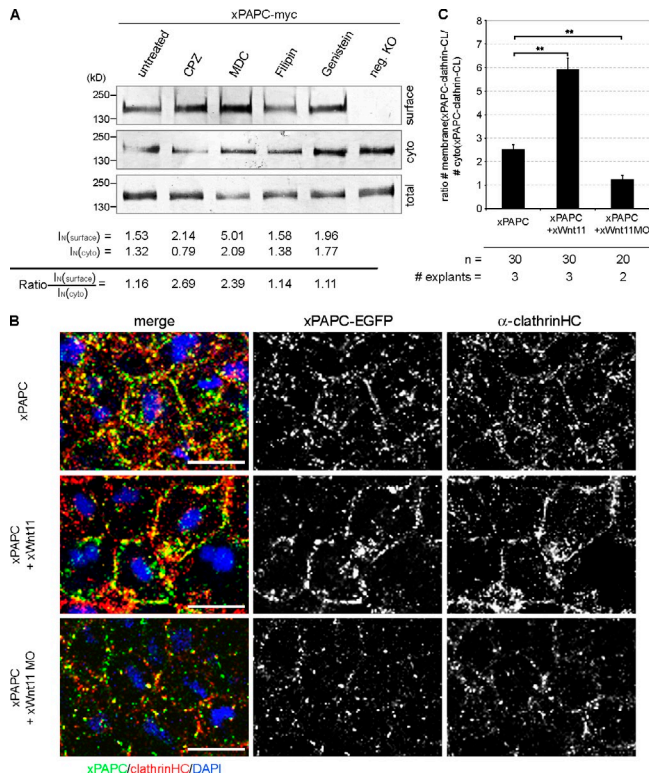 A
xPAPC-myc
untreated CPZ MDC Filipin Genistein neg. KO
(kD)
250
130
surface
250
130
cyto
250
130
total
IN(surface) = 1.53 2.14 5.01 1.58 1.96
IN(cyto) = 1.32 0.79 2.09 1.38 1.77
Ratio IN(surface)/IN(cyto) = 1.16 2.69 2.39 1.14 1.11
C
ratio # membrane(xPAPC-clathrin-CL)/
# cyto(xPAPC-clathrin-CL)
8
7
6
5
4
3
2
1
0
**
**
xPAPC
xPAPC +xWnt11
xPAPC +xWnt11MO
n = 30 30 20
# explants = 3 3 2
B
merge xPAPC-EGFP α-clathrinHC
xPAPC
xPAPC + xWnt11
xPAPC + xWnt11 MO
xPAPC/clathrinHC/DAPI